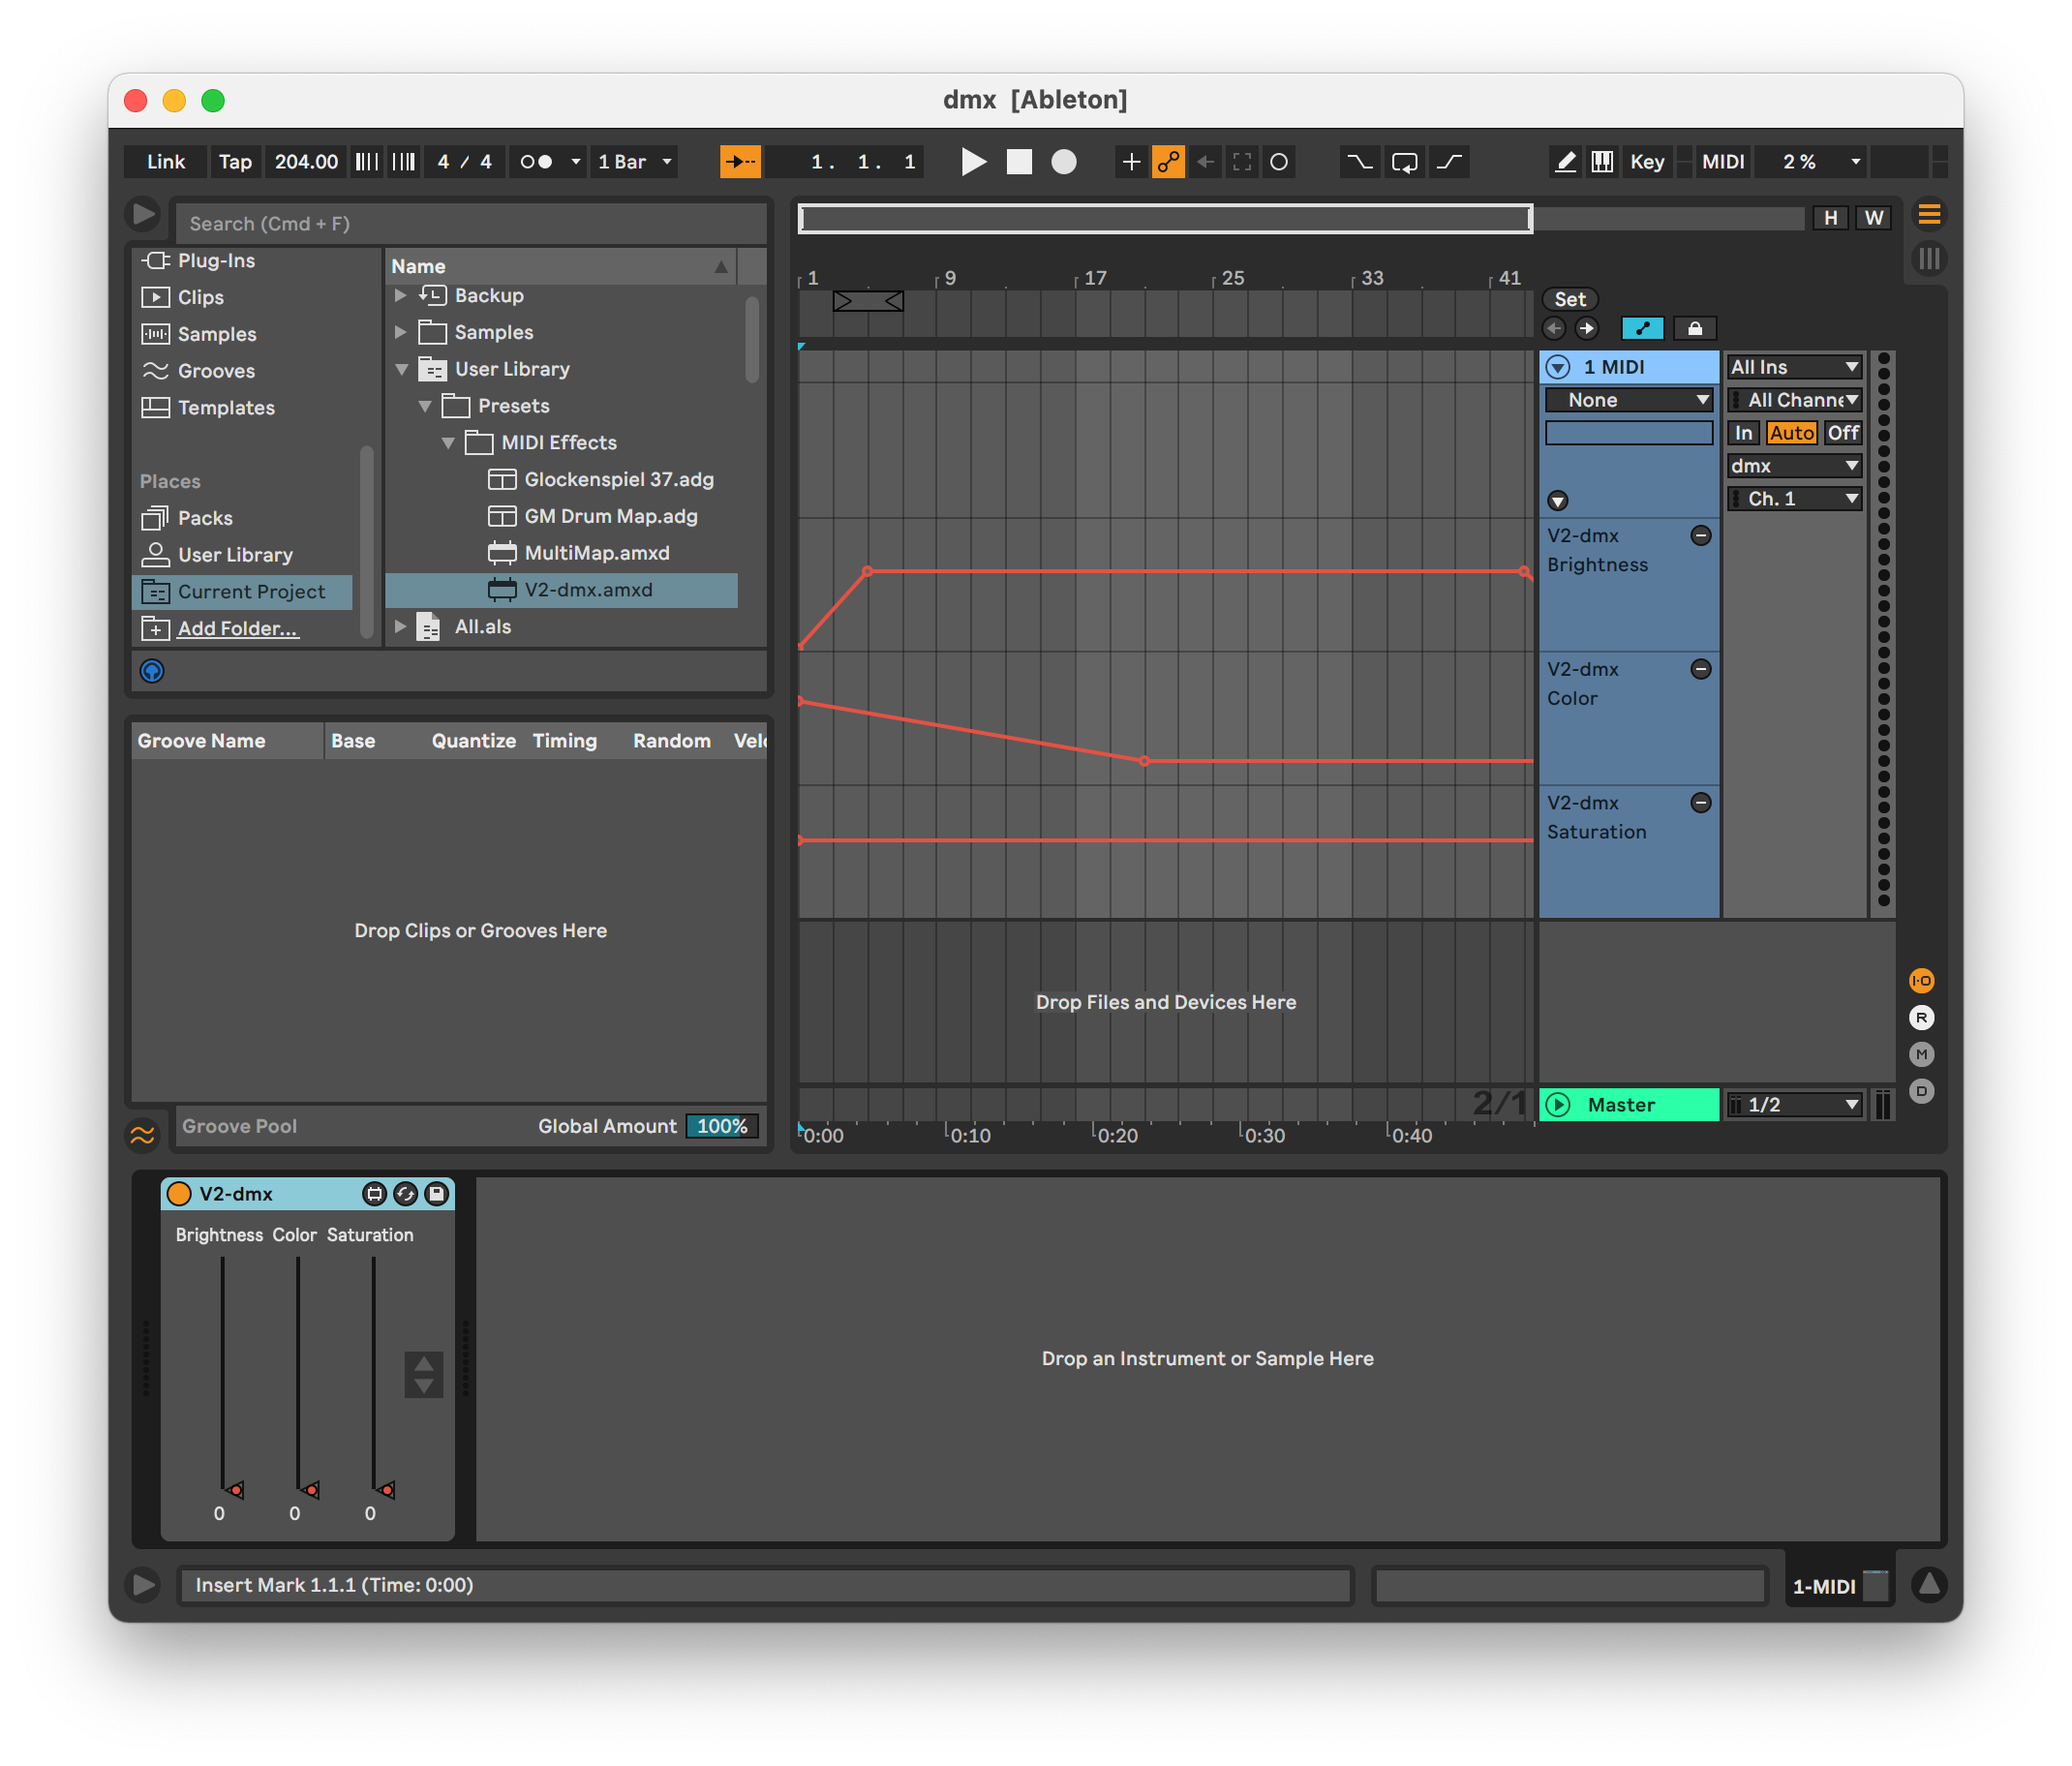 dmx [Ableton]
Link Tap 204.00 4 / 4 1 Bar 1. 1. 1 Key MIDI 2 %
Search (Cmd + F)
Plug-Ins
Clips
Samples
Grooves
Templates
Places
Packs
User Library
Current Project
Add Folder...
Name
Backup
Samples
User Library
Presets
MIDI Effects
Glockenspiel 37.adg
GM Drum Map.adg
MultiMap.amxd
V2-dmx.amxd
All.als
Groove Name Base Quantize Timing Random Velo
Drop Clips or Grooves Here
Groove Pool Global Amount 100%
H W
1 9 17 25 33 41
Set
1 MIDI
None
All Ins
All Channe
In Auto Off
dmx
Ch. 1
V2-dmx
Brightness
V2-dmx
Color
V2-dmx
Saturation
Drop Files and Devices Here
I·O
R
M
D
2/1
Master 1/2
0:00 0:10 0:20 0:30 0:40
V2-dmx
Brightness Color Saturation
0 0 0
Drop an Instrument or Sample Here
Insert Mark 1.1.1 (Time: 0:00)
1-MIDI